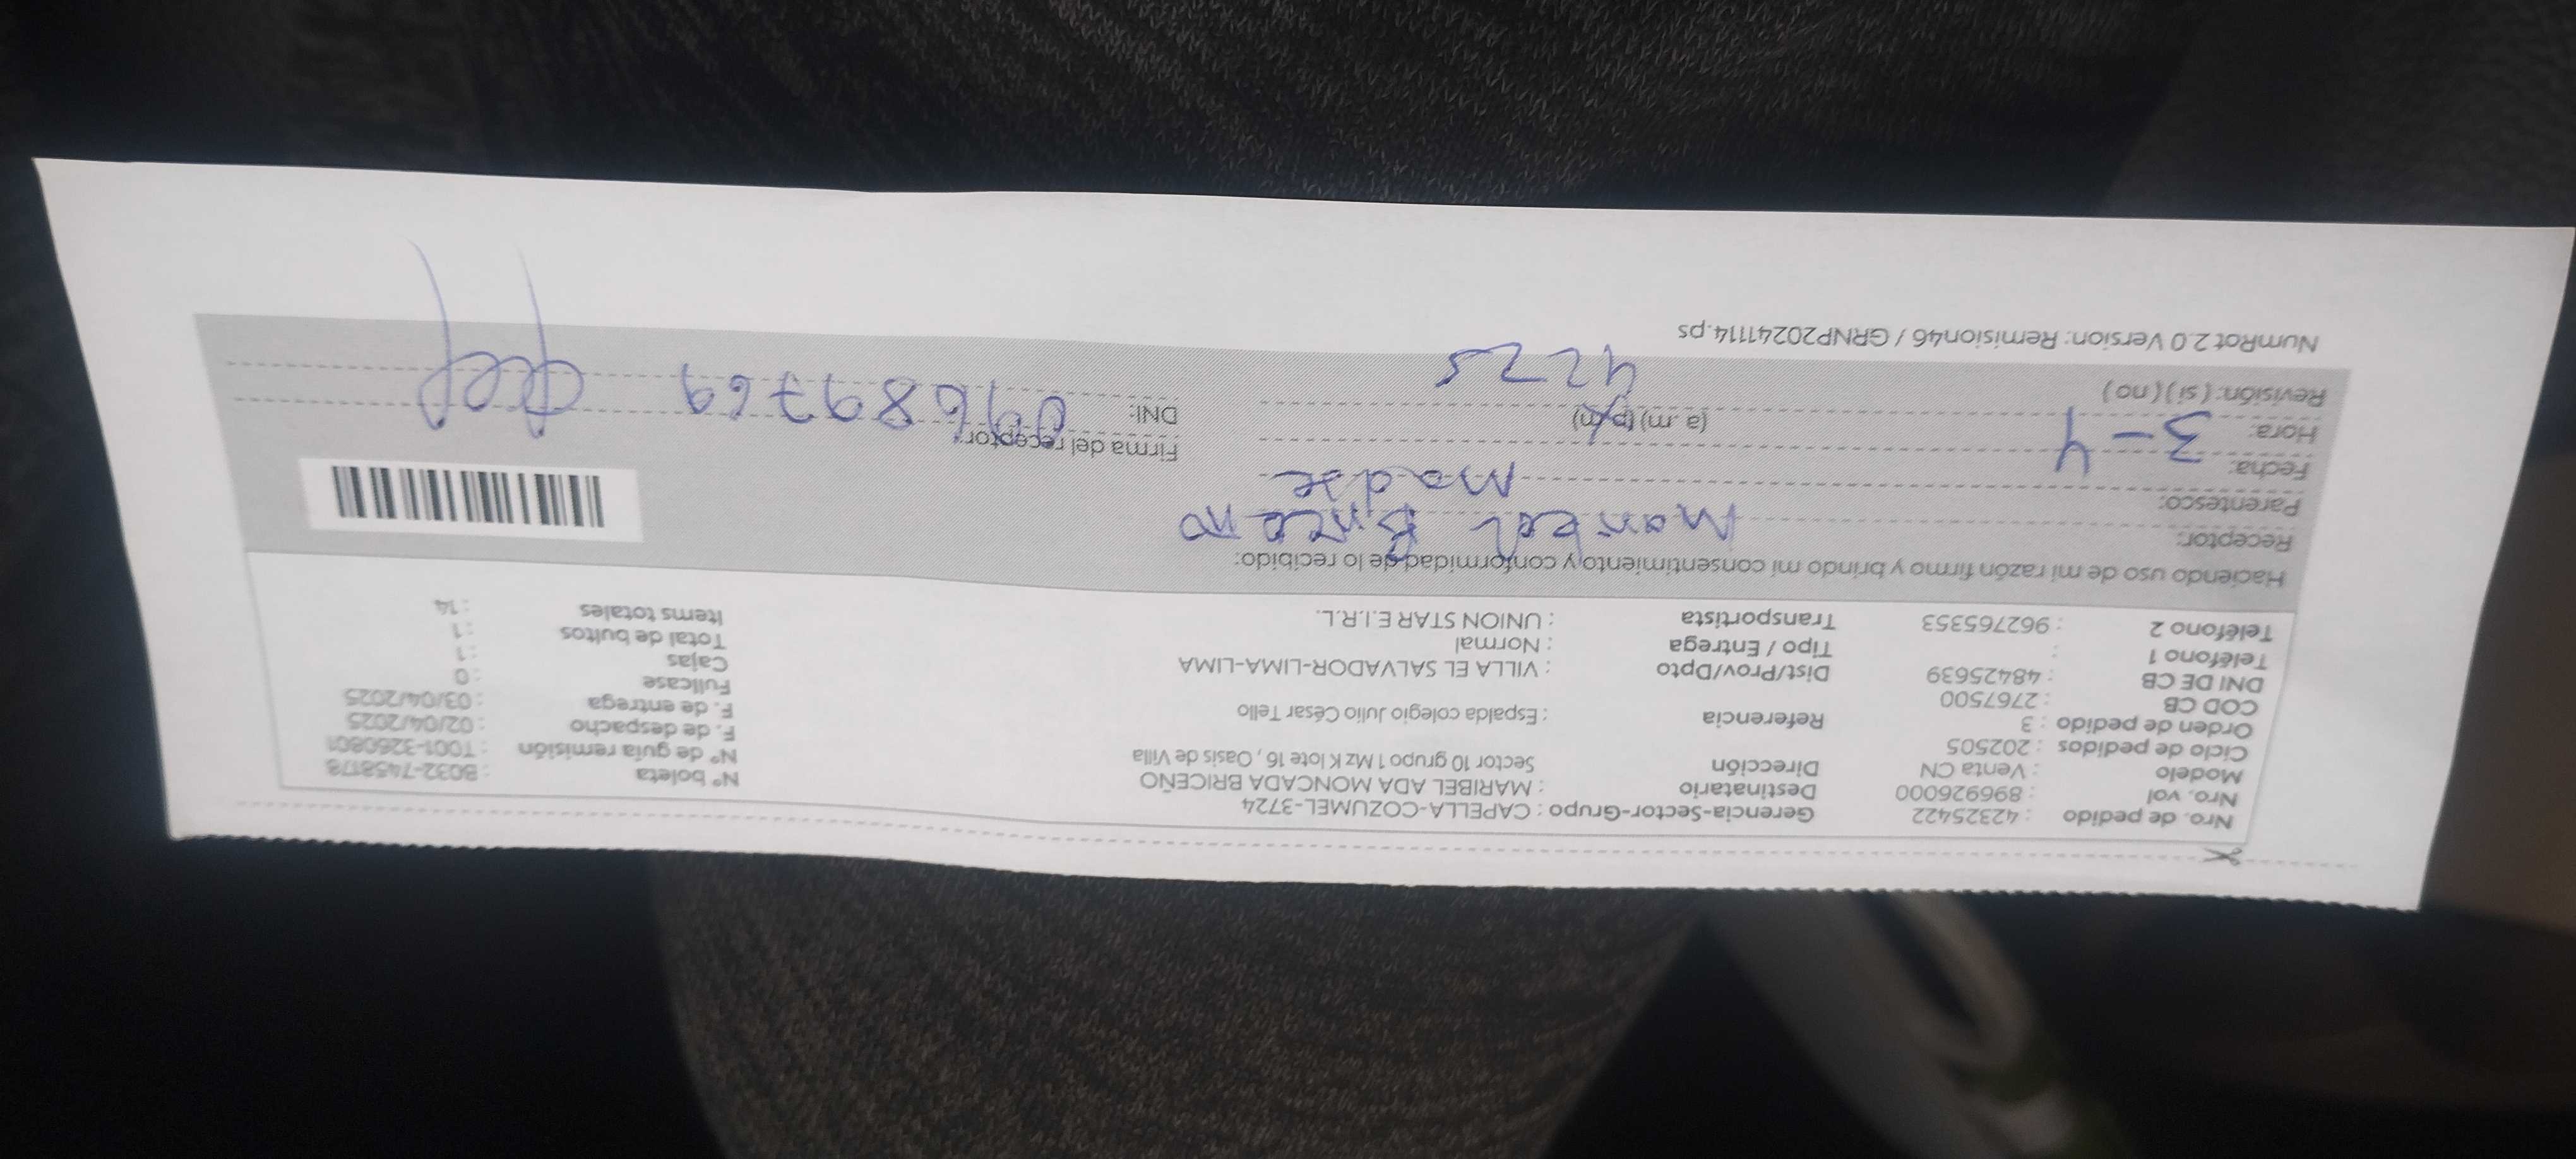 Nro. de pedido : 42325422 Gerencia-Sector-Grupo : CAPELLA-COZUMEL-3724 Nº boleta : B032-7458178
Nro. vol : 896926000 Destinatario : MARIBEL ADA MONCADA BRICEÑO Nº de guía remisión : T001-3260801
Modelo : Venta CN Dirección Sector 10 grupo 1 Mz K lote 16 , Oasis de Villa F. de despacho : 02/04/2025
Ciclo de pedidos : 202505 F. de entrega : 03/04/2025
Orden de pedido : 3 Referencia : Espalda colegio Julio César Tello Fullcase : 0
COD CB : 2767500 Cajas : 1
DNI DE CB : 48425639 Dist/Prov/Dpto : VILLA EL SALVADOR-LIMA-LIMA Total de bultos : 1
Teléfono 1 : Tipo / Entrega : Normal Items totales : 14
Teléfono 2 : 962765353 Transportista : UNION STAR E.I.R.L.
Haciendo uso de mi razón firmo y brindo mi consentimiento y conformidad de lo recibido:
Receptor: Maribel Briceno
Parentesco: Madre
Fecha: 3-4 Firma del receptor:
Hora: (a.m) (p.m) DNI:
Revisión: ( si ) ( no ) 4225
NumRot 2.0 Version: Remision46 / GRNP20241114.ps